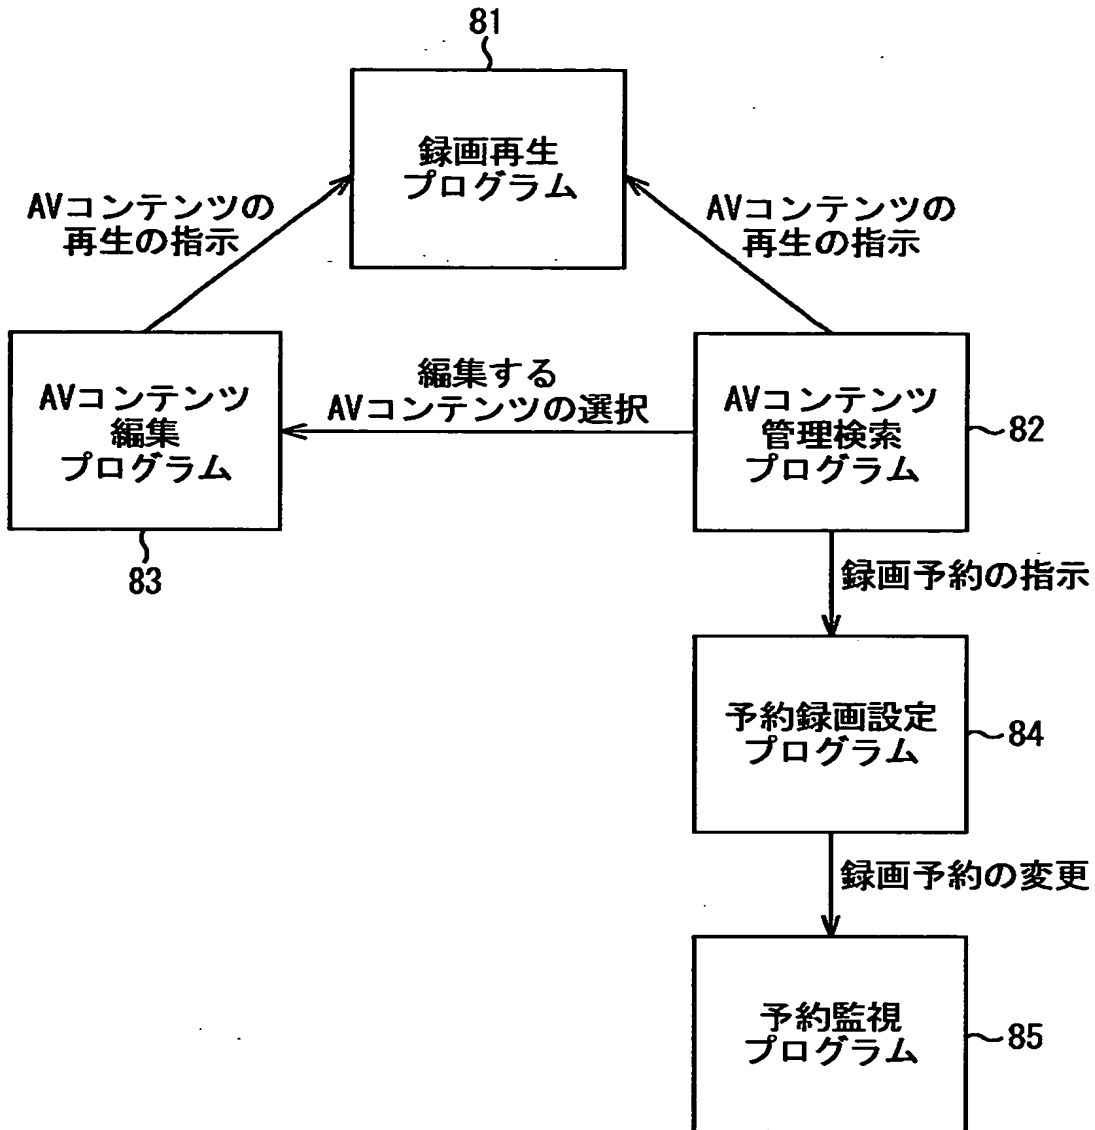 81
録画再生
プログラム
AVコンテンツの
再生の指示
AVコンテンツの
再生の指示
AVコンテンツ
編集
プログラム
83
編集する
AVコンテンツの選択
AVコンテンツ
管理検索
プログラム
82
録画予約の指示
予約録画設定
プログラム
84
録画予約の変更
予約監視
プログラム
85